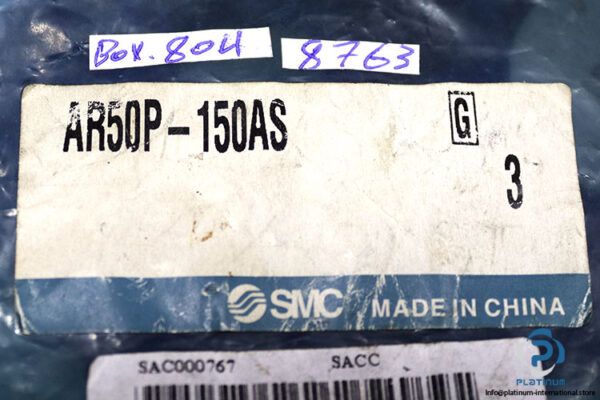 Box.804 8763
AR50P-150AS G
3
SMC MADE IN CHINA
SAC000767 SACC
PLATINUM
info@platinum-international.store